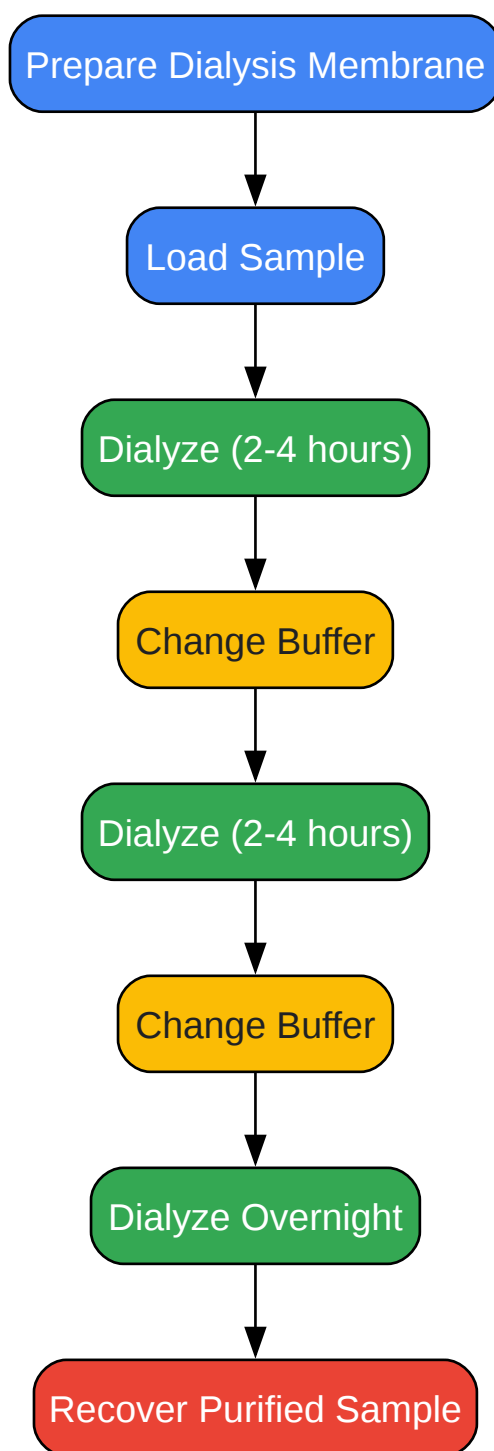 Prepare Dialysis Membrane
Load Sample
Dialyze (2-4 hours)
Change Buffer
Dialyze (2-4 hours)
Change Buffer
Dialyze Overnight
Recover Purified Sample